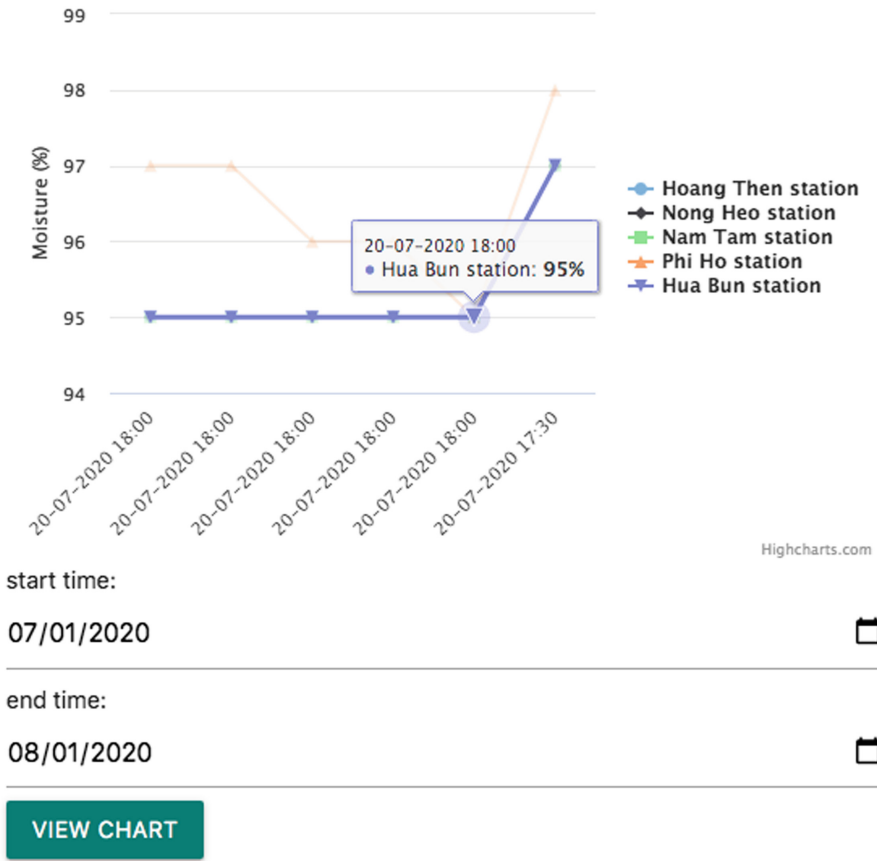 99
98
97
96
95
94
Moisture (%)
20-07-2020 18:00
Hua Bun station: 95%
Hoang Then station
Nong Heo station
Nam Tam station
Phi Ho station
Hua Bun station
20-07-2020 18:00
20-07-2020 18:00
20-07-2020 18:00
20-07-2020 18:00
20-07-2020 18:00
20-07-2020 17:30
Highcharts.com
start time:
07/01/2020
end time:
08/01/2020
VIEW CHART